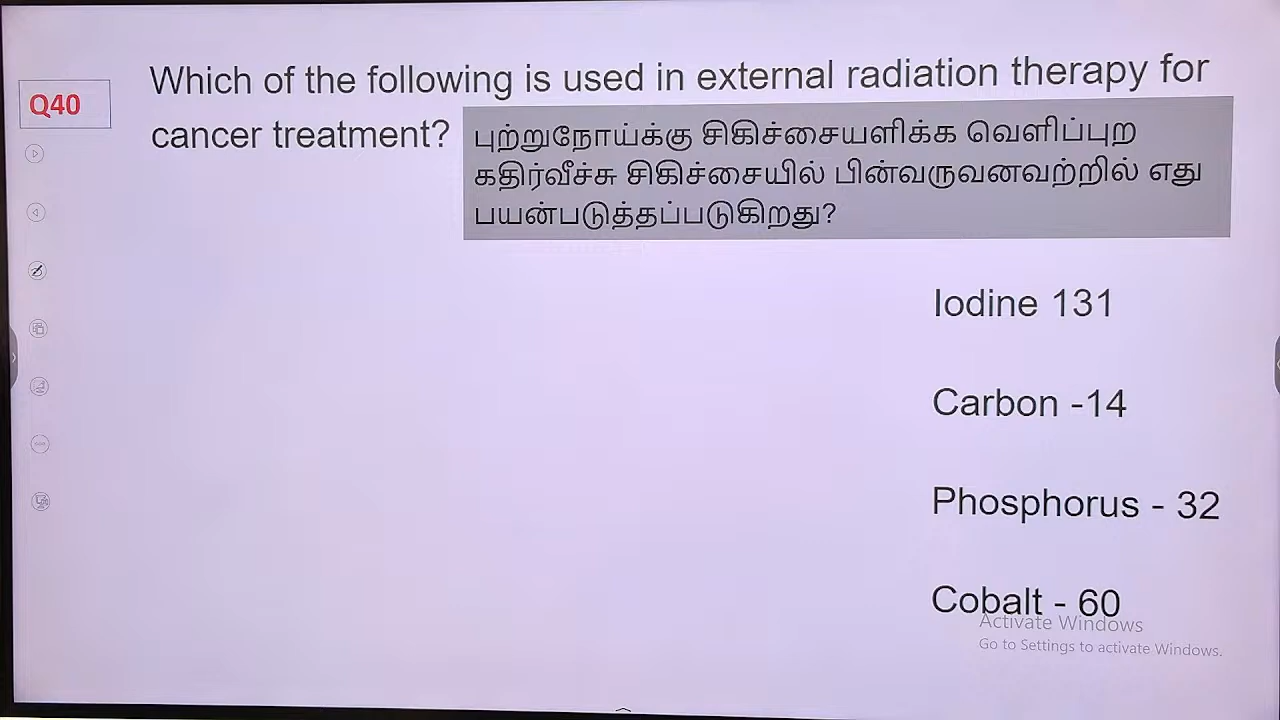 Which of the following is used in external radiation therapy for
Q40
cancer treatment?
புற்றுநோய்க்கு சிகிச்சையளிக்க வெளிப்புற
கதிர்வீச்சு சிகிச்சையில் பின்வருவனவற்றில் எது
பயன்படுத்தப்படுகிறது?
Iodine 131
Carbon -14
Phosphorus - 32
Cobalt - 60
Activate Windows
Go to Settings to activate Windows.